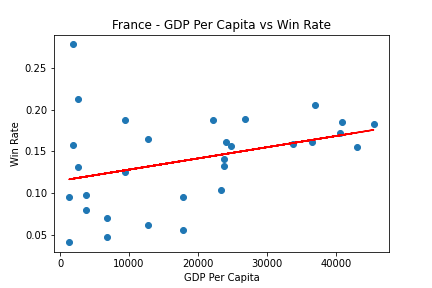 France - GDP Per Capita vs Win Rate
0.25
0.20
0.15
0.10
0.05
Win Rate
0 10000 20000 30000 40000
GDP Per Capita